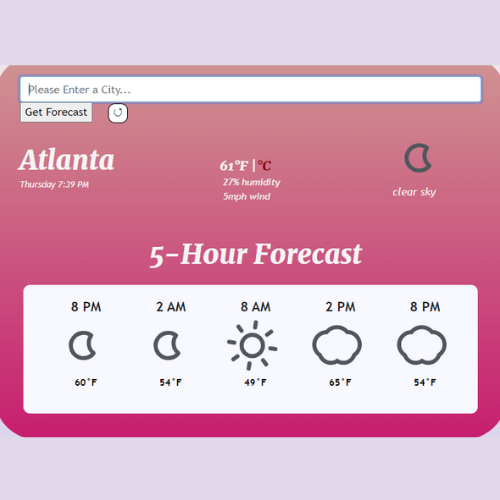 Please Enter a City...
Get Forecast
Atlanta
Thursday 7:39 PM
61°F |°C
27% humidity
5mph wind
clear sky
5-Hour Forecast
8 PM 2 AM 8 AM 2 PM 8 PM
60°F 54°F 49°F 65°F 54°F